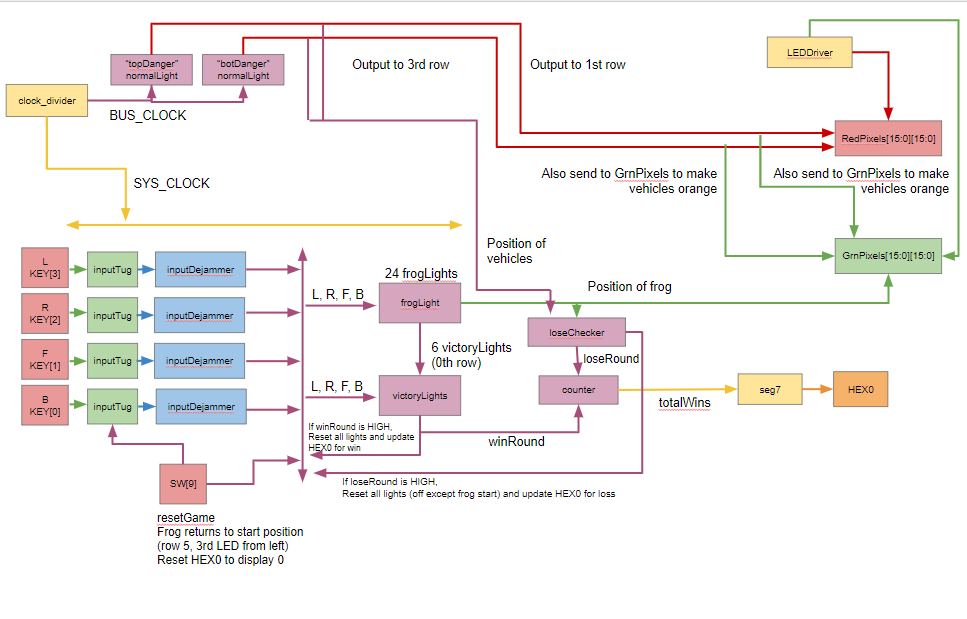 "topDanger"
normalLight
"botDanger"
normalLight
Output to 3rd row
Output to 1st row
LEDDriver
clock_divider
BUS_CLOCK
RedPixels[15:0][15:0]
SYS_CLOCK
Also send to GrnPixels to make
vehicles orange
Also send to GrnPixels to make
vehicles orange
Position of
vehicles
GrnPixels[15:0][15:0]
L
KEY[3]
inputTug
inputDejammer
24 frogLights
Position of frog
L, R, F, B
frogLight
R
KEY[2]
inputTug
inputDejammer
loseChecker
F
KEY[1]
inputTug
inputDejammer
6 victoryLights
(0th row)
loseRound
B
KEY[0]
inputTug
inputDejammer
L, R, F, B
victoryLights
counter
totalWins
seg7
HEX0
If winRound is HIGH,
Reset all lights and update
HEX0 for win
winRound
SW[9]
If loseRound is HIGH,
Reset all lights (off except frog start) and update HEX0 for loss
resetGame
Frog returns to start position
(row 5, 3rd LED from left)
Reset HEX0 to display 0